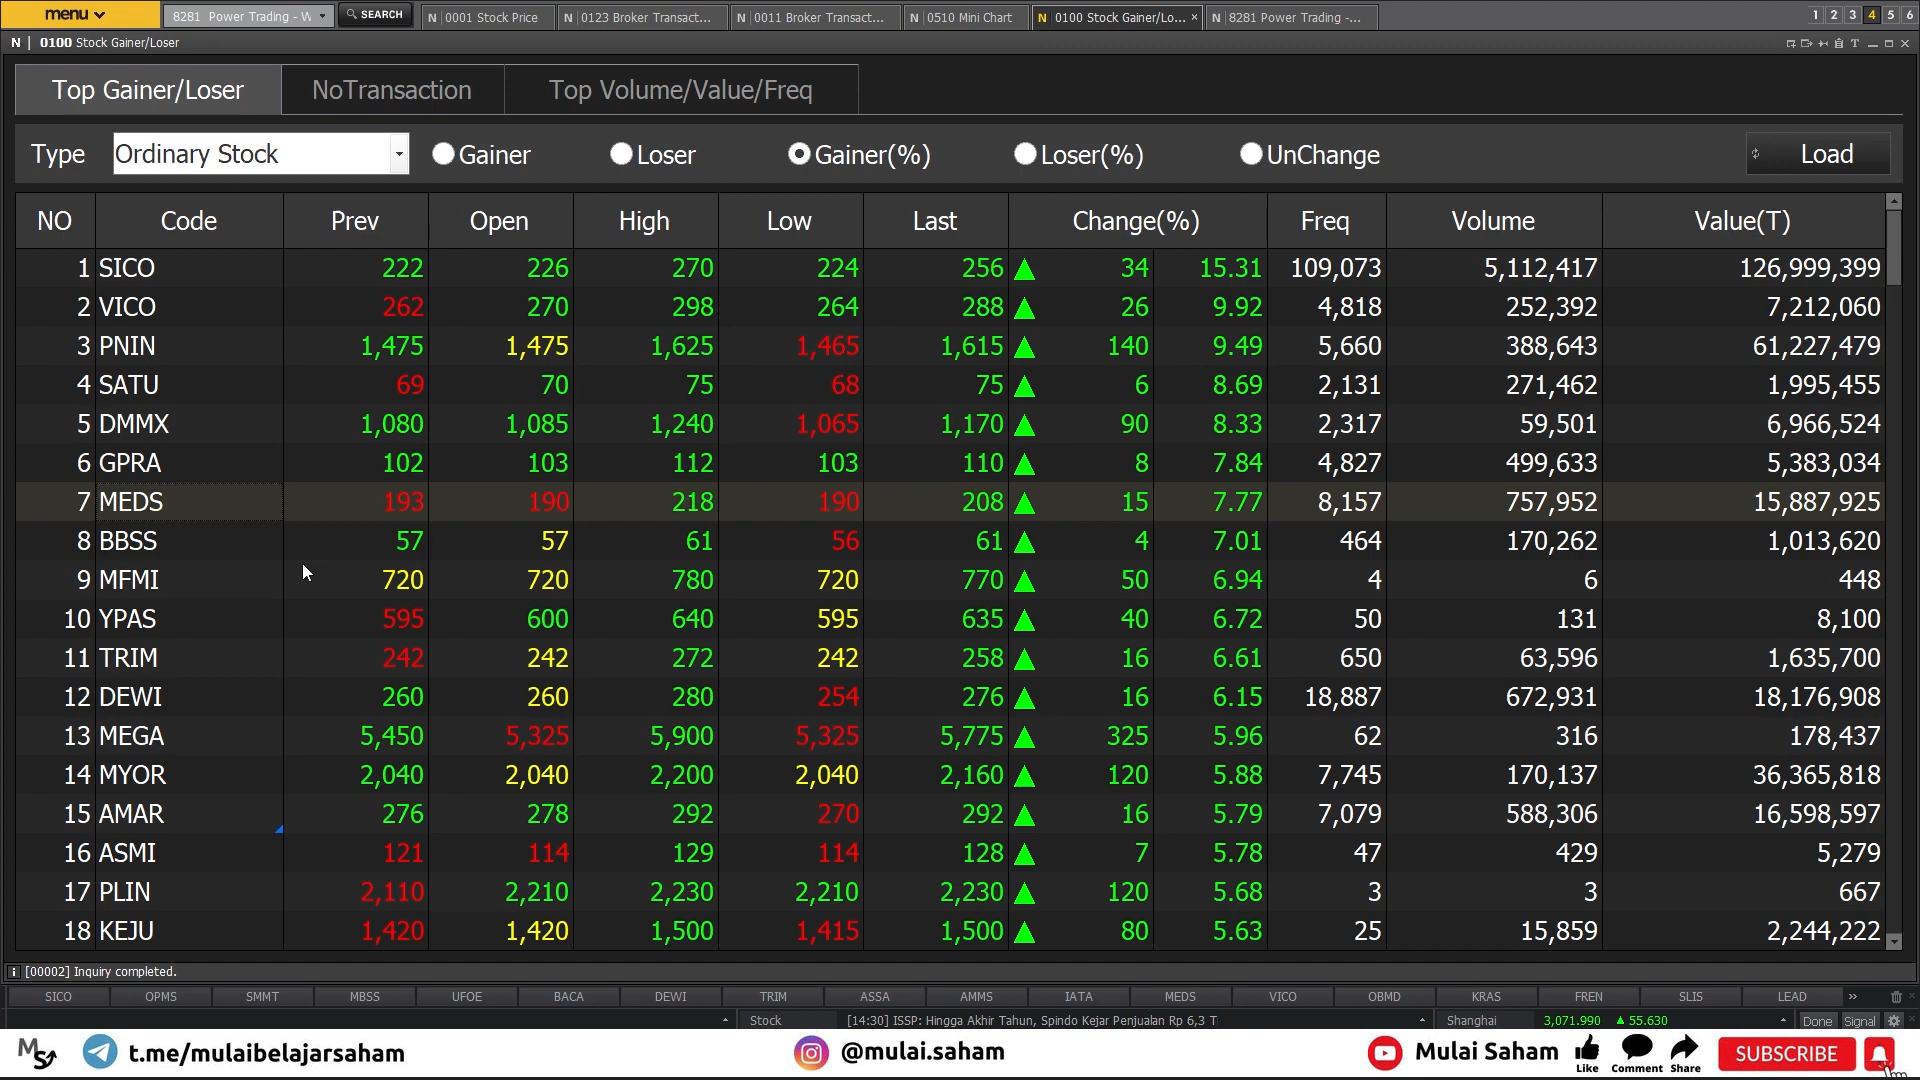 menu 8281 Power Trading - W SEARCH N 0001 Stock Price N 0123 Broker Transact... N 0011 Broker Transact... N 0510 Mini Chart N 0100 Stock Gainer/Lo... × N 8281 Power Trading -... 1 2 3 4 5 6
N | 0100 Stock Gainer/Loser T
Top Gainer/Loser NoTransaction Top Volume/Value/Freq
Type Ordinary Stock Gainer Loser Gainer(%) Loser(%) UnChange Load
NO Code Prev Open High Low Last Change(%) Freq Volume Value(T)
1 SICO 222 226 270 224 256 ▲ 34 15.31 109,073 5,112,417 126,999,399
2 VICO 262 270 298 264 288 ▲ 26 9.92 4,818 252,392 7,212,060
3 PNIN 1,475 1,475 1,625 1,465 1,615 ▲ 140 9.49 5,660 388,643 61,227,479
4 SATU 69 70 75 68 75 ▲ 6 8.69 2,131 271,462 1,995,455
5 DMMX 1,080 1,085 1,240 1,065 1,170 ▲ 90 8.33 2,317 59,501 6,966,524
6 GPRA 102 103 112 103 110 ▲ 8 7.84 4,827 499,633 5,383,034
7 MEDS 193 190 218 190 208 ▲ 15 7.77 8,157 757,952 15,887,925
8 BBSS 57 57 61 56 61 ▲ 4 7.01 464 170,262 1,013,620
9 MFMI 720 720 780 720 770 ▲ 50 6.94 4 6 448
10 YPAS 595 600 640 595 635 ▲ 40 6.72 50 131 8,100
11 TRIM 242 242 272 242 258 ▲ 16 6.61 650 63,596 1,635,700
12 DEWI 260 260 280 254 276 ▲ 16 6.15 18,887 672,931 18,176,908
13 MEGA 5,450 5,325 5,900 5,325 5,775 ▲ 325 5.96 62 316 178,437
14 MYOR 2,040 2,040 2,200 2,040 2,160 ▲ 120 5.88 7,745 170,137 36,365,818
15 AMAR 276 278 292 270 292 ▲ 16 5.79 7,079 588,306 16,598,597
16 ASMI 121 114 129 114 128 ▲ 7 5.78 47 429 5,279
17 PLIN 2,110 2,210 2,230 2,210 2,230 ▲ 120 5.68 3 3 667
18 KEJU 1,420 1,420 1,500 1,415 1,500 ▲ 80 5.63 25 15,859 2,244,222
i [00002] Inquiry completed.
SICO OPMS SMMT MBSS UFOE BACA DEWI TRIM ASSA AMMS IATA MEDS VICO OBMD KRAS FREN SLIS LEAD »
Stock [14:30] ISSP: Hingga Akhir Tahun, Spindo Kejar Penjualan Rp 6,3 T Shanghai 3,071.990 ▲ 55.630 Done Signal
MS t.me/mulaibelajarsaham @mulai.saham Mulai Saham Like Comment Share SUBSCRIBE